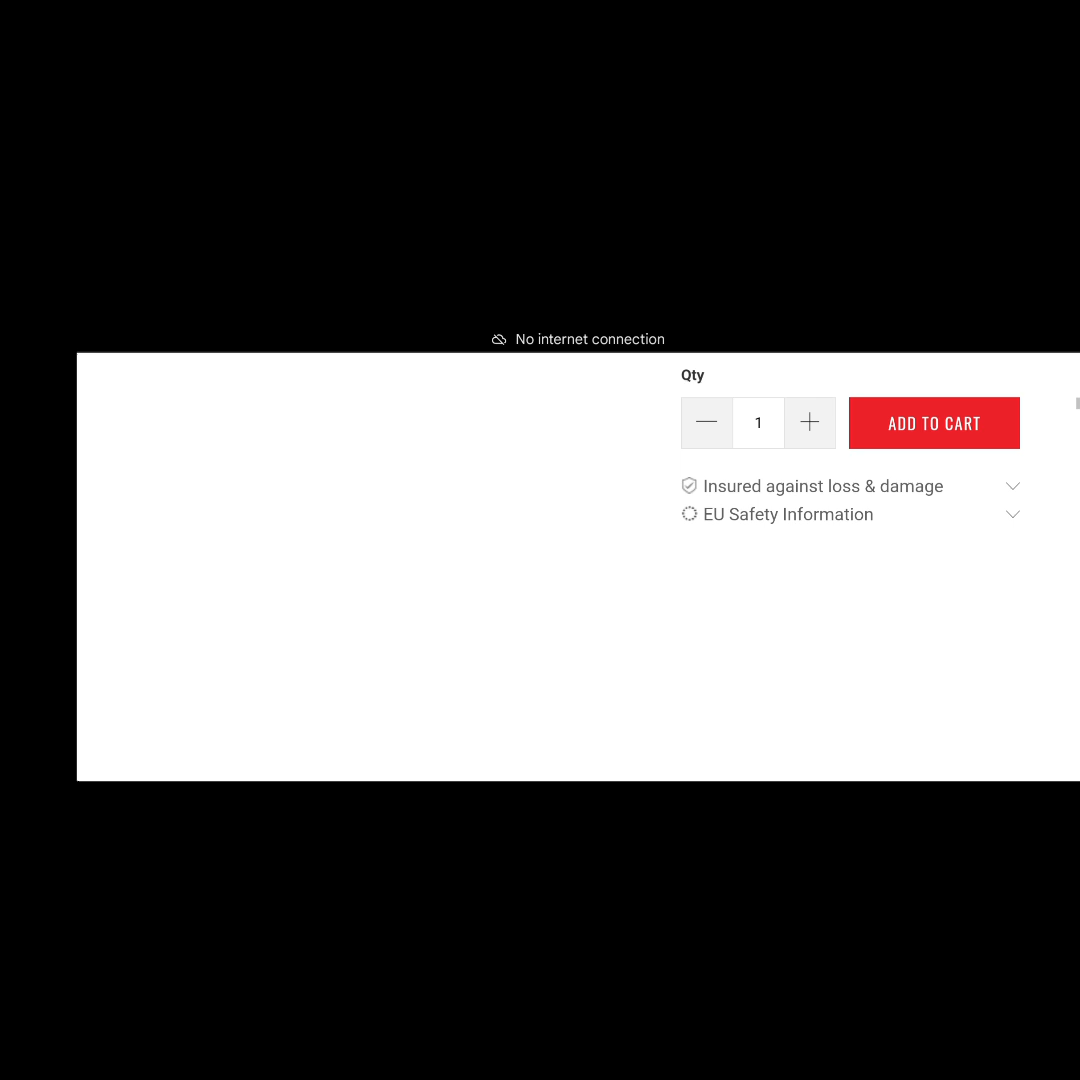 No internet connection
Qty
1
ADD TO CART
Insured against loss & damage
EU Safety Information